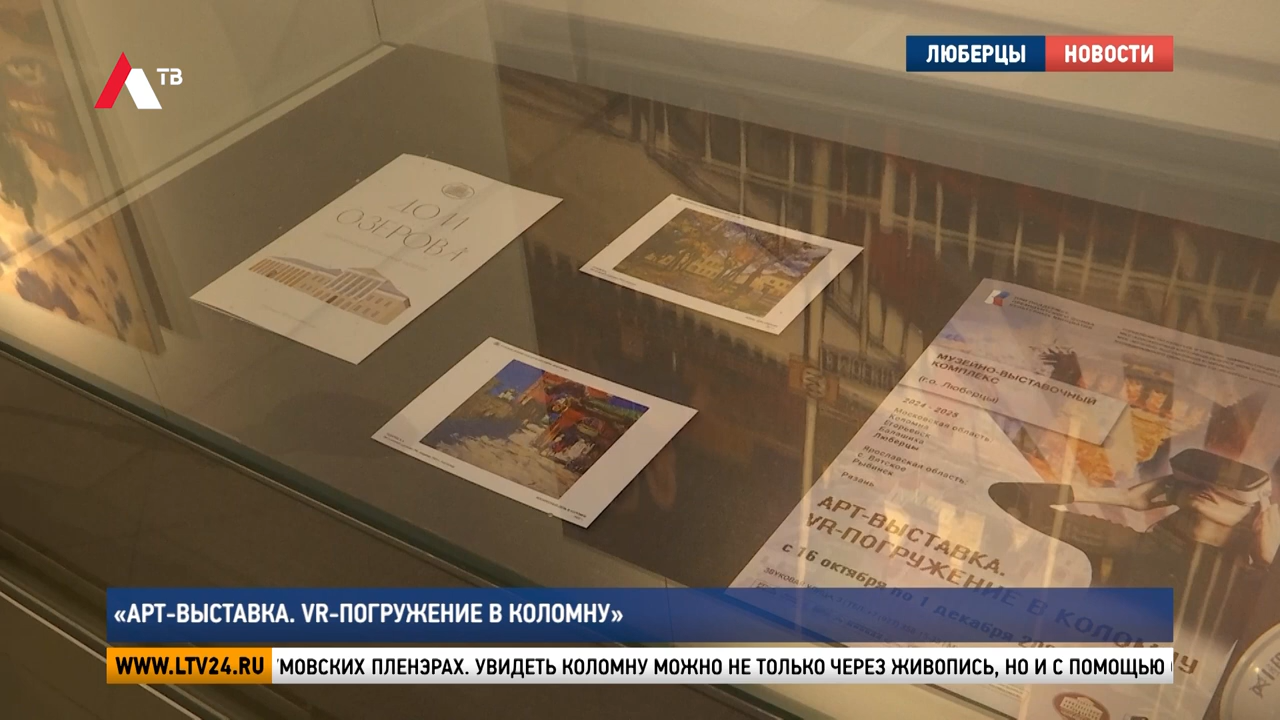 ТВ
ЛЮБЕРЦЫ НОВОСТИ
ДОМ
ОЗЕРОВА
МУЗЕЙНО-ВЫСТАВОЧНЫЙ
КОМПЛЕКС
(г.о. Люберцы)
2024 - 2025
Московская область:
Коломна
Егорьевск
Балашиха
Люберцы
Ярославская область:
с. Вятское
Рыбинск
Рязань
АРТ-ВЫСТАВКА.
VR-ПОГРУЖЕНИЕ В КОЛОМНУ
с 16 октября по 1 декабря
«АРТ-ВЫСТАВКА. VR-ПОГРУЖЕНИЕ В КОЛОМНУ»
WWW.LTV24.RU МОВСКИХ ПЛЕНЭРАХ. УВИДЕТЬ КОЛОМНУ МОЖНО НЕ ТОЛЬКО ЧЕРЕЗ ЖИВОПИСЬ, НО И С ПОМОЩЬЮ